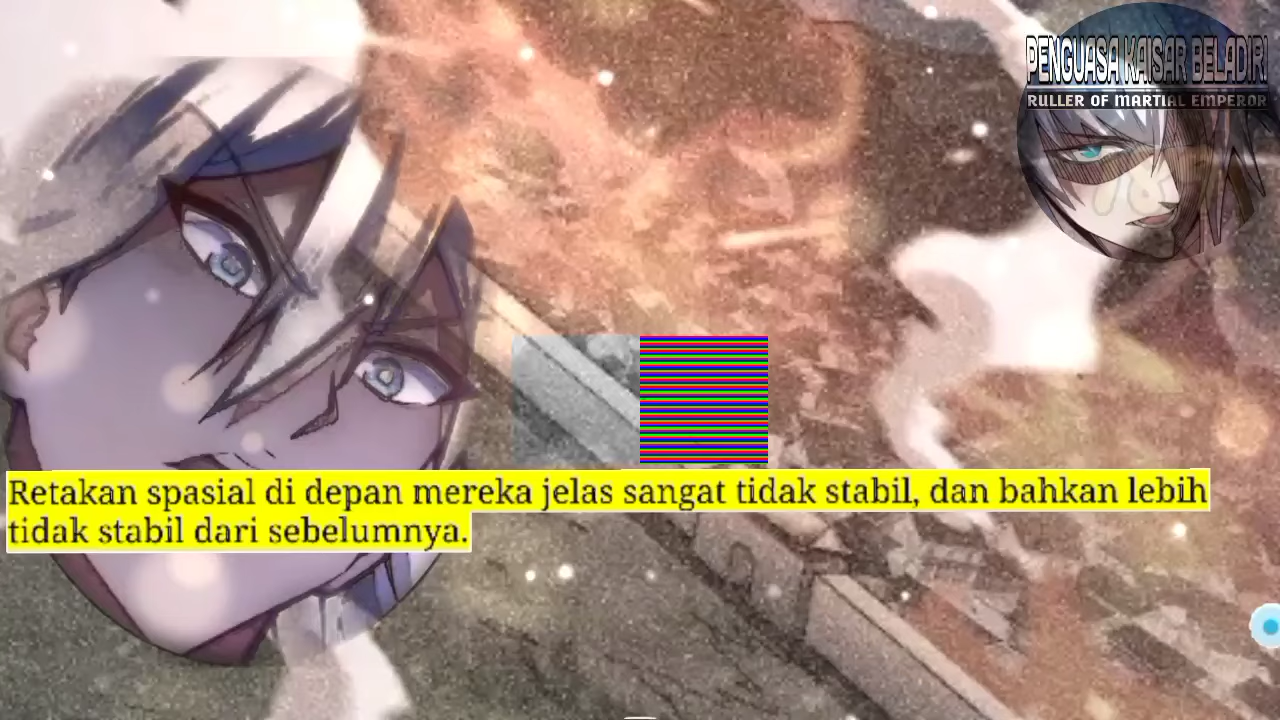 PENGUASA KAISAR BELADIRI
RULLER OF MARTIAL EMPEROR
Retakan spasial di depan mereka jelas sangat tidak stabil, dan bahkan lebih
tidak stabil dari sebelumnya.